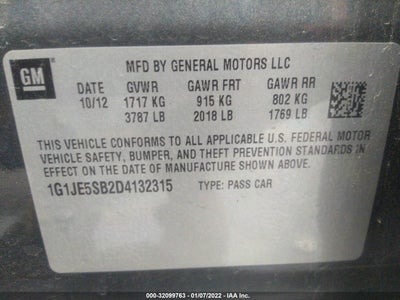 GM
MFD BY GENERAL MOTORS LLC
DATE GVWR GAWR FRT GAWR RR
10/12 1717 KG 915 KG 802 KG
3787 LB 2018 LB 1769 LB
THIS VEHICLE CONFORMS TO ALL APPLICABLE U.S. FEDERAL MOTOR
VEHICLE SAFETY, BUMPER, AND THEFT PREVENTION STANDARDS IN
EFFECT ON THE DATE OF MANUFACTURE SHOWN ABOVE.
1G1JE5SB2D4132315 TYPE: PASS CAR
000-32099763 - 01/07/2022 - IAA Inc.